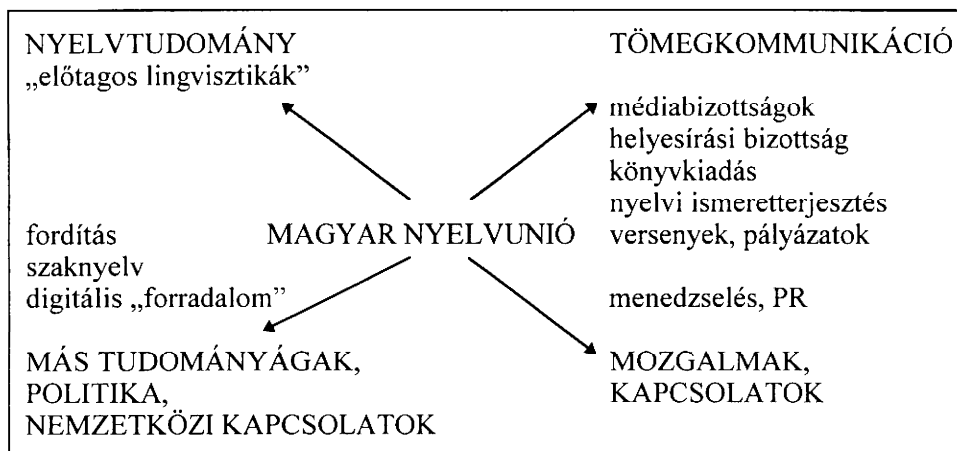 NYELVTUDOMÁNY
„előtagos lingvisztikák”
TÖMEGKOMMUNIKÁCIÓ
médiabizottságok
helyesírási bizottság
könyvkiadás
nyelvi ismeretterjesztés
versenyek, pályázatok
MAGYAR NYELVUNIÓ
fordítás
szaknyelv
digitális „forradalom”
menedzselés, PR
MÁS TUDOMÁNYÁGAK,
POLITIKA,
NEMZETKÖZI KAPCSOLATOK
MOZGALMAK,
KAPCSOLATOK